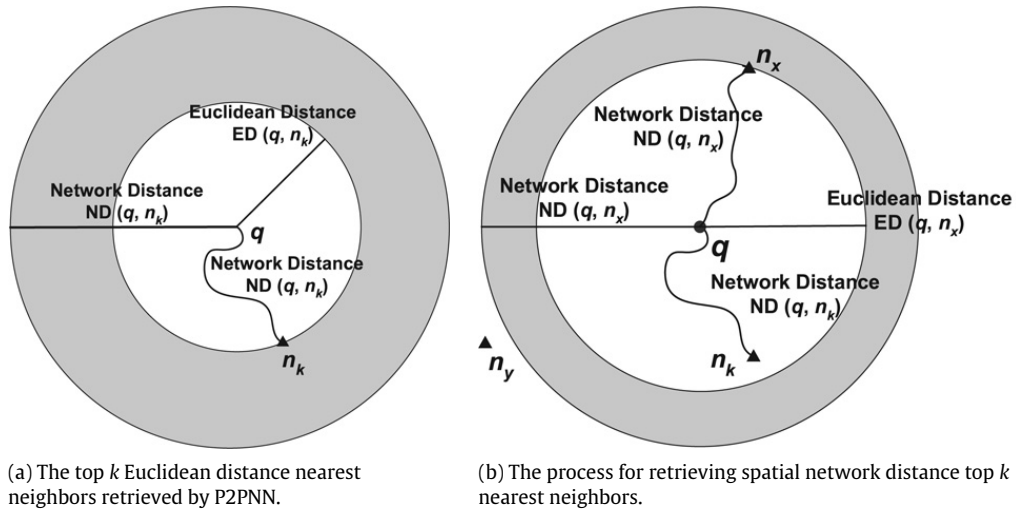 Euclidean Distance
ED (q, nk)
Network Distance
ND (q, nk)
q
Network Distance
ND (q, nk)
nk
(a) The top k Euclidean distance nearest
neighbors retrieved by P2PNN.
nx
Network Distance
ND (q, nx)
Network Distance
ND (q, nx)
Euclidean Distance
ED (q, nx)
q
Network Distance
ND (q, nk)
nk
ny
(b) The process for retrieving spatial network distance top k
nearest neighbors.